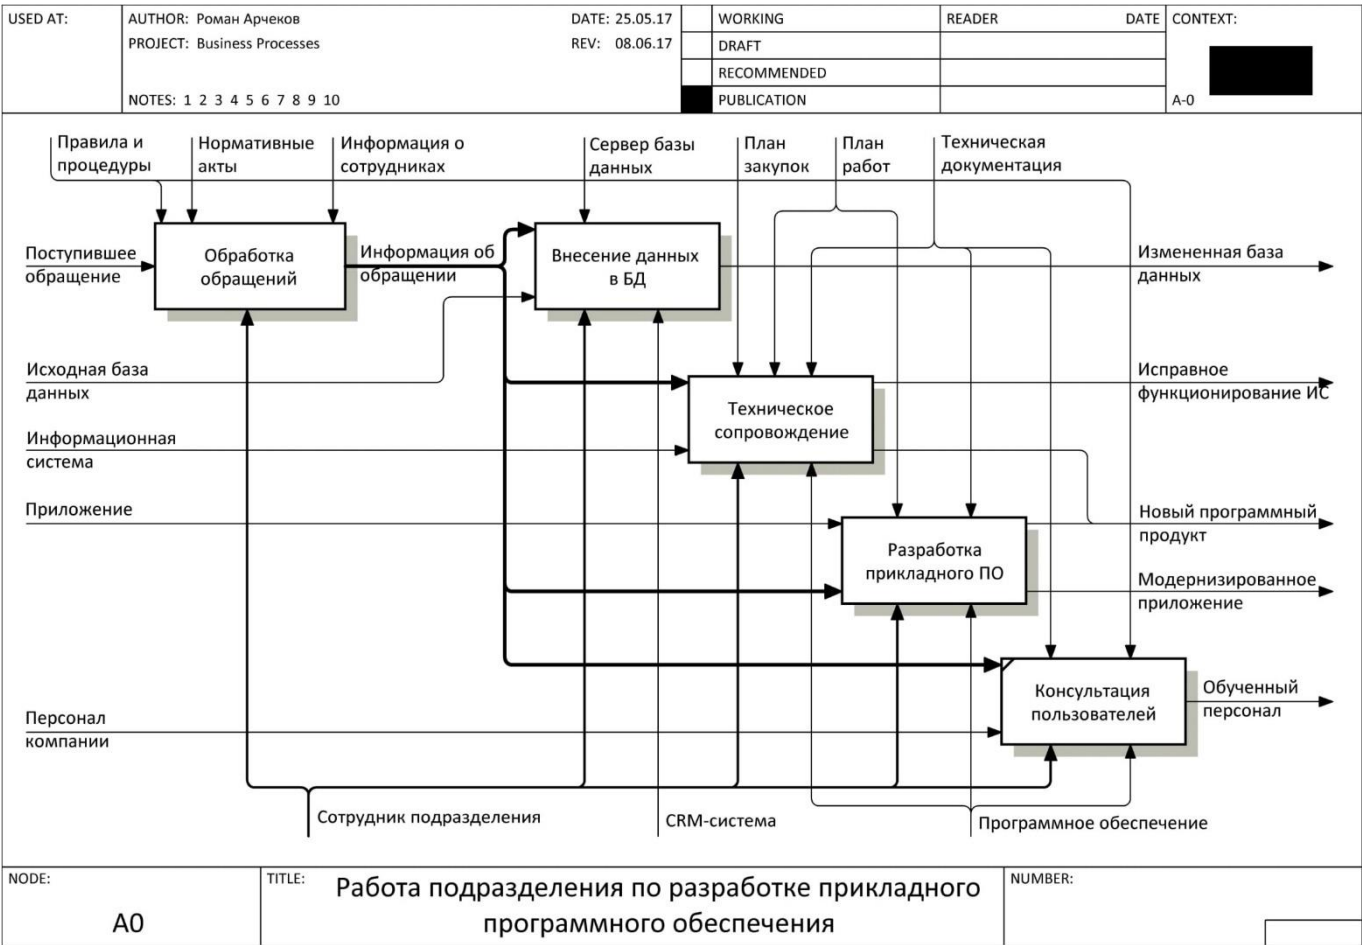 USED AT:
AUTHOR: Роман Арчеков
DATE: 25.05.17
PROJECT: Business Processes
REV: 08.06.17
NOTES: 1 2 3 4 5 6 7 8 9 10
WORKING
DRAFT
RECOMMENDED
PUBLICATION
READER
DATE
CONTEXT:
A-0
Правила и
процедуры
Нормативные
акты
Информация о
сотрудниках
Сервер базы
данных
План
закупок
План
работ
Техническая
документация
Поступившее
обращение
Обработка
обращений
Информация об
обращении
Внесение данных
в БД
Измененная база
данных
Исходная база
данных
Техническое
сопровождение
Исправное
функционирование ИС
Информационная
система
Приложение
Разработка
прикладного ПО
Новый программный
продукт
Модернизированное
приложение
Персонал
компании
Консультация
пользователей
Обученный
персонал
Сотрудник подразделения
CRM-система
Программное обеспечение
NODE:
A0
TITLE:
Работа подразделения по разработке прикладного
программного обеспечения
NUMBER: